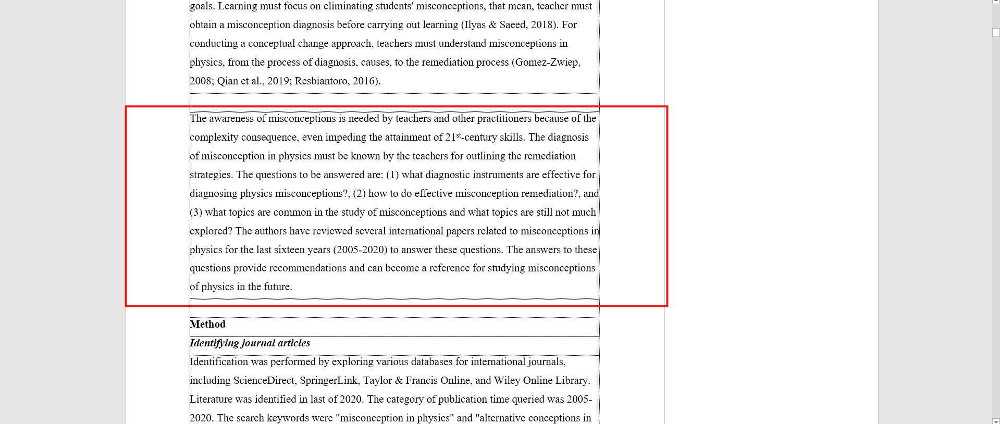 goals. Learning must focus on eliminating students' misconceptions, that mean, teacher must
obtain a misconception diagnosis before carrying out learning (Ilyas & Saeed, 2018). For
conducting a conceptual change approach, teachers must understand misconceptions in
physics, from the process of diagnosis, causes, to the remediation process (Gomez-Zwiep,
2008; Qian et al., 2019; Resbiantoro, 2016).
The awareness of misconceptions is needed by teachers and other practitioners because of the
complexity consequence, even impeding the attainment of 21st-century skills. The diagnosis
of misconception in physics must be known by the teachers for outlining the remediation
strategies. The questions to be answered are: (1) what diagnostic instruments are effective for
diagnosing physics misconceptions?, (2) how to do effective misconception remediation?, and
(3) what topics are common in the study of misconceptions and what topics are still not much
explored? The authors have reviewed several international papers related to misconceptions in
physics for the last sixteen years (2005-2020) to answer these questions. The answers to these
questions provide recommendations and can become a reference for studying misconceptions
of physics in the future.
Method
Identifying journal articles
Identification was performed by exploring various databases for international journals,
including ScienceDirect, SpringerLink, Taylor & Francis Online, and Wiley Online Library.
Literature was identified in last of 2020. The category of publication time queried was 2005-
2020. The search keywords were "misconception in physics" and "alternative conceptions in